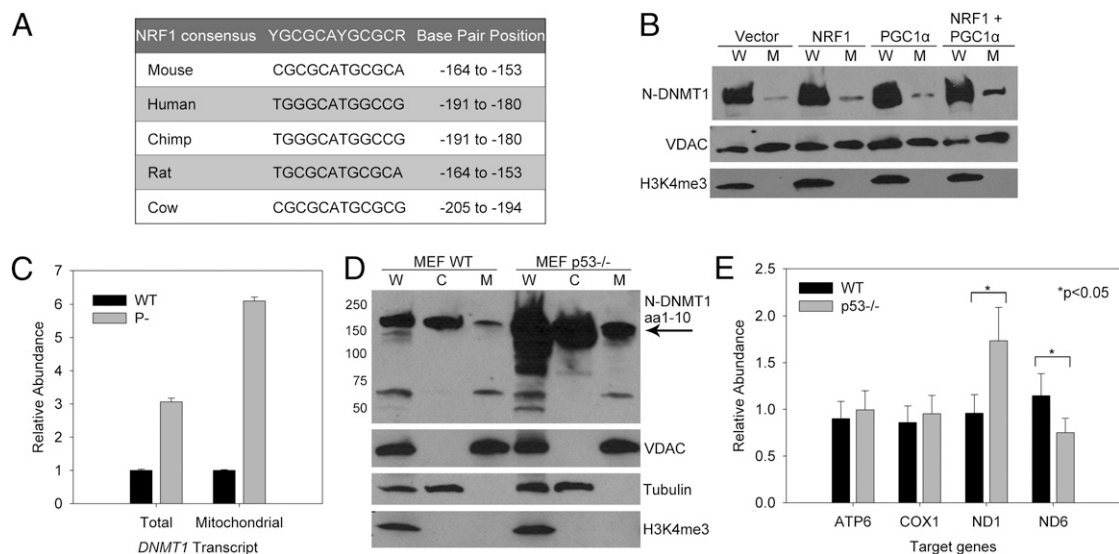 A
NRF1 consensus YGCGCAYGCGCR Base Pair Position
Mouse CGCGCATGCGCA -164 to -153
Human TGGGCATGGCCG -191 to -180
Chimp TGGGCATGGCCG -191 to -180
Rat TGCGCATGCGCA -164 to -153
Cow CGCGCATGCGCG -205 to -194
B
Vector NRF1 PGC1α NRF1 + PGC1α
W M W M W M W M
N-DNMT1
VDAC
H3K4me3
C
Relative Abundance
7
6
5
4
3
2
1
0
WT
P-
Total Mitochondrial
DNMT1 Transcript
D
MEF WT MEF p53-/-
W C M W C M
250
150
100
75
50
N-DNMT1
aa1-10
VDAC
Tubulin
H3K4me3
E
Relative Abundance
2.5
2.0
1.5
1.0
0.5
0.0
WT
p53-/-
*p<0.05
*
*
ATP6 COX1 ND1 ND6
Target genes